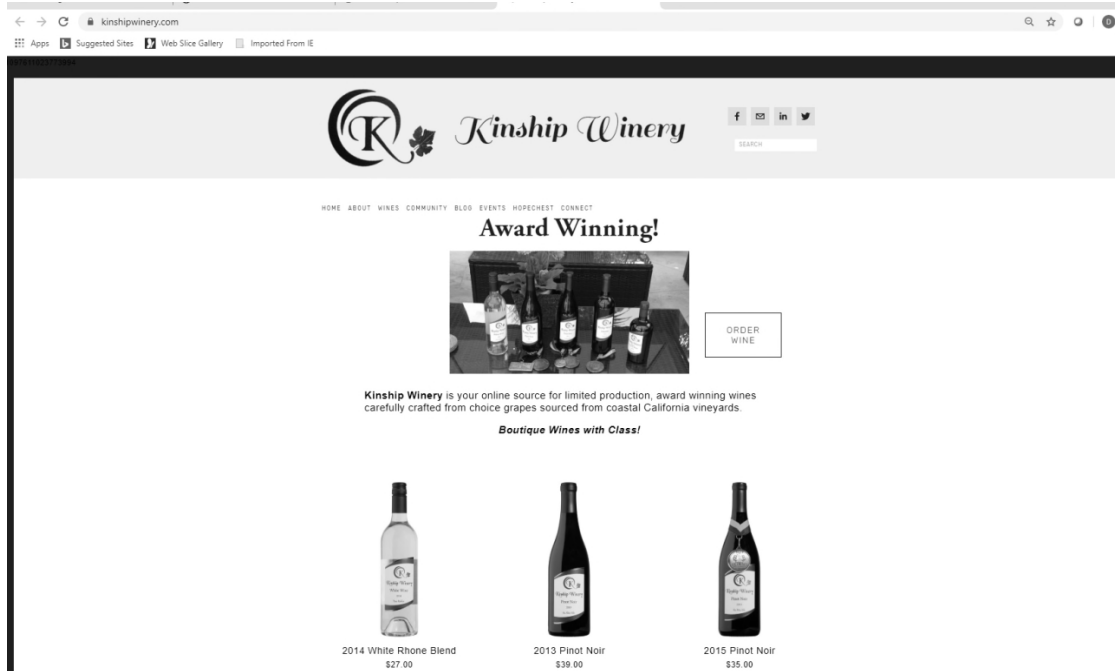 kinshipwinery.com
Apps Suggested Sites Web Slice Gallery Imported From IE
K Kinship Winery
SEARCH
HOME ABOUT WINES COMMUNITY BLOG EVENTS HOPECHEST CONNECT
Award Winning!
ORDER
WINE
Kinship Winery is your online source for limited production, award winning wines
carefully crafted from choice grapes sourced from coastal California vineyards.
Boutique Wines with Class!
2014 White Rhone Blend
2013 Pinot Noir
2015 Pinot Noir
$27.00
$39.00
$35.00